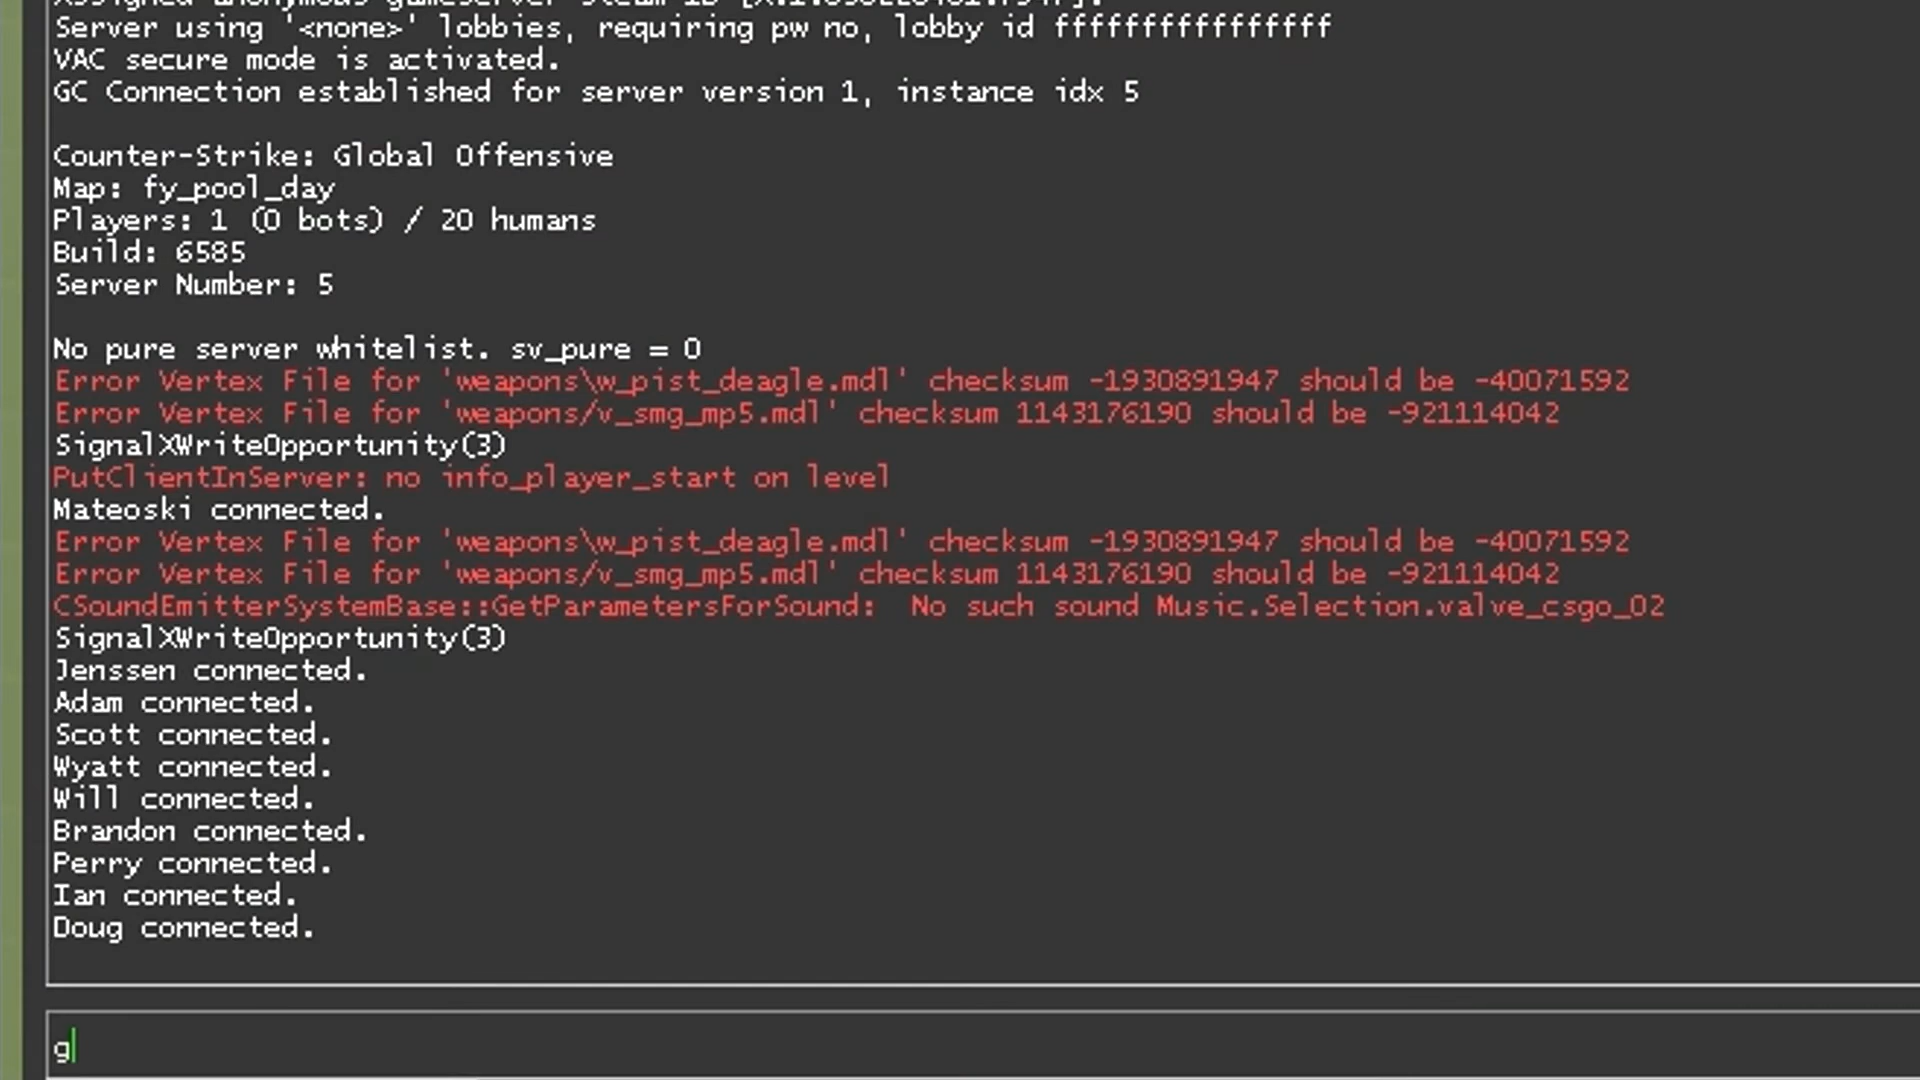 Server using '<none>' lobbies, requiring pw no, lobby id ffffffffffffffff
VAC secure mode is activated.
GC Connection established for server version 1, instance idx 5
Counter-Strike: Global Offensive
Map: fy_pool_day
Players: 1 (0 bots) / 20 humans
Build: 6585
Server Number: 5
No pure server whitelist. sv_pure = 0
Error Vertex File for 'weapons\w_pist_deagle.mdl' checksum -1930891947 should be -40071592
Error Vertex File for 'weapons/v_smg_mp5.mdl' checksum 1143176190 should be -921114042
SignalXWriteOpportunity(3)
PutClientInServer: no info_player_start on level
Mateoski connected.
Error Vertex File for 'weapons\w_pist_deagle.mdl' checksum -1930891947 should be -40071592
Error Vertex File for 'weapons/v_smg_mp5.mdl' checksum 1143176190 should be -921114042
CSoundEmitterSystemBase::GetParametersForSound:  No such sound Music.Selection.valve_csgo_02
SignalXWriteOpportunity(3)
Jenssen connected.
Adam connected.
Scott connected.
Wyatt connected.
Will connected.
Brandon connected.
Perry connected.
Ian connected.
Doug connected.
g